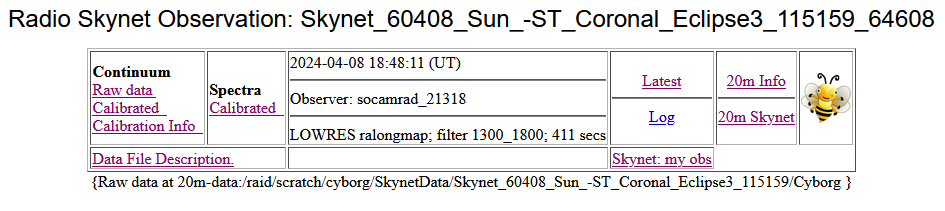 Radio Skynet Observation: Skynet_60408_Sun_-ST_Coronal_Eclipse3_115159_64608
Continuum
Raw data
Calibrated
Calibration Info
Spectra
Calibrated
2024-04-08 18:48:11 (UT)
Observer: socamrad_21318
LOWRES ralongmap; filter 1300_1800; 411 secs
Latest
Log
20m Info
20m Skynet
Data File Description.
Skynet: my obs
{Raw data at 20m-data:/raid/scratch/cyborg/SkynetData/Skynet_60408_Sun_-ST_Coronal_Eclipse3_115159/Cyborg }